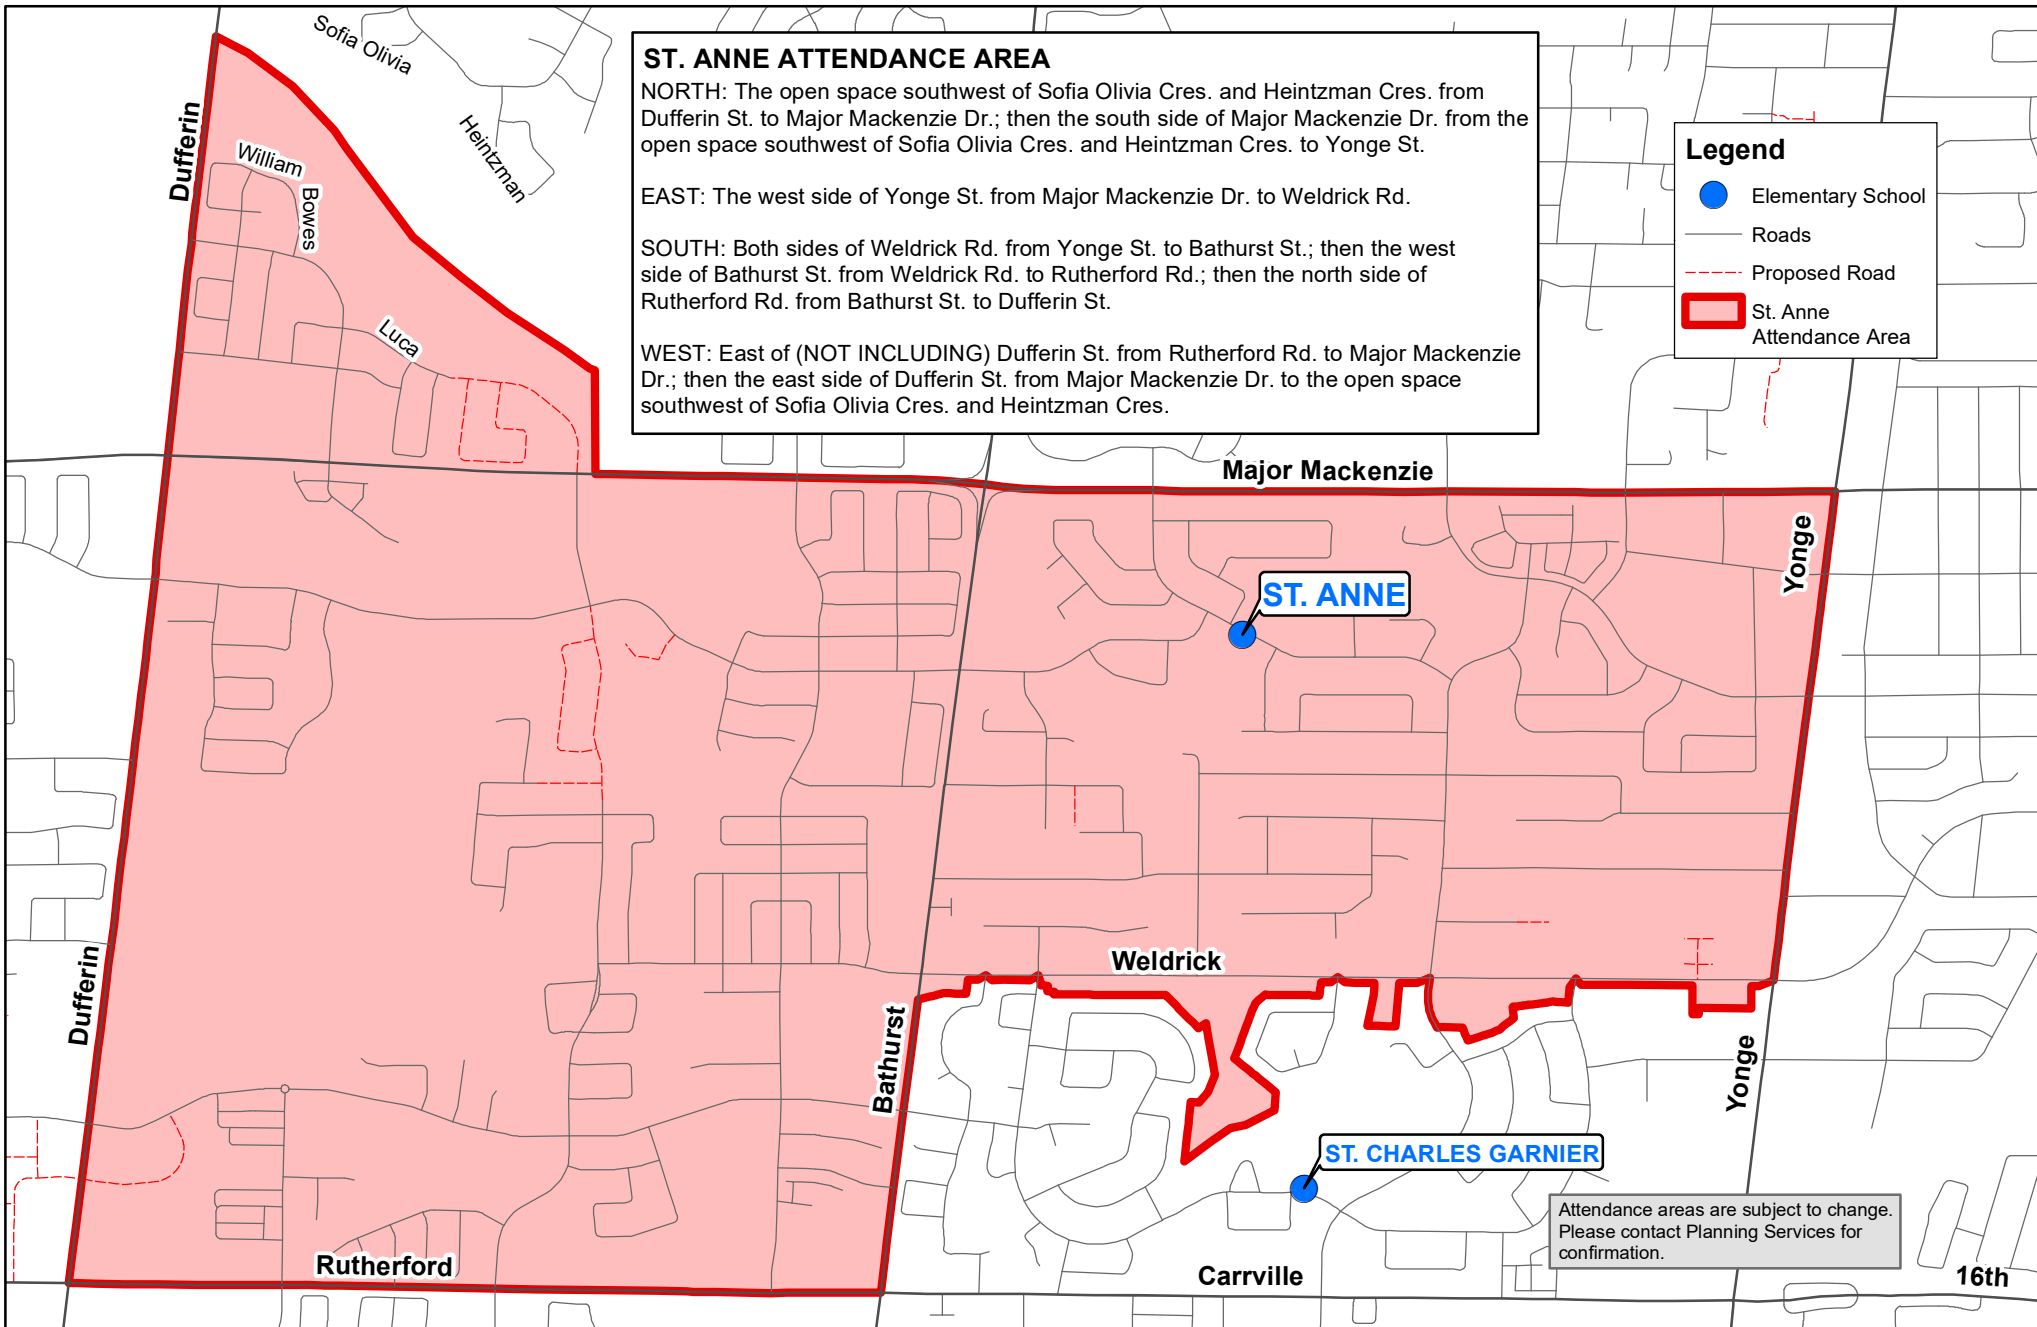 Sofia Olivia
Heintzman
Dufferin
William
Bowes
Luca
ST. ANNE ATTENDANCE AREA
NORTH: The open space southwest of Sofia Olivia Cres. and Heintzman Cres. from
Dufferin St. to Major Mackenzie Dr.; then the south side of Major Mackenzie Dr. from the
open space southwest of Sofia Olivia Cres. and Heintzman Cres. to Yonge St.
EAST: The west side of Yonge St. from Major Mackenzie Dr. to Weldrick Rd.
SOUTH: Both sides of Weldrick Rd. from Yonge St. to Bathurst St.; then the west
side of Bathurst St. from Weldrick Rd. to Rutherford Rd.; then the north side of
Rutherford Rd. from Bathurst St. to Dufferin St.
WEST: East of (NOT INCLUDING) Dufferin St. from Rutherford Rd. to Major Mackenzie
Dr.; then the east side of Dufferin St. from Major Mackenzie Dr. to the open space
southwest of Sofia Olivia Cres. and Heintzman Cres.
Legend
Elementary School
Roads
Proposed Road
St. Anne
Attendance Area
Major Mackenzie
Yonge
ST. ANNE
Weldrick
Dufferin
Bathurst
Yonge
ST. CHARLES GARNIER
Attendance areas are subject to change.
Please contact Planning Services for
confirmation.
Rutherford
Carrville
16th